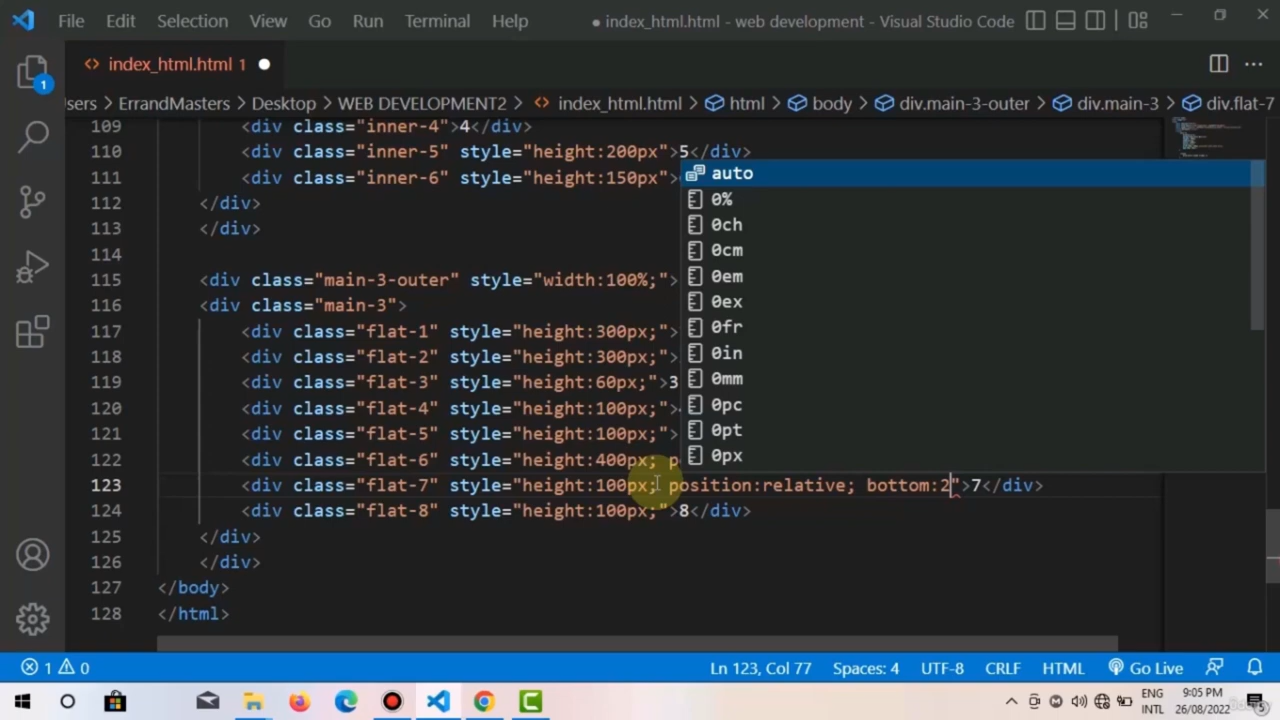 File Edit Selection View Go Run Terminal Help ● index_html.html - web development - Visual Studio Code
index_html.html 1
sers > ErrandMasters > Desktop > WEB DEVELOPMENT2 > index_html.html > html > body > div.main-3-outer > div.main-3 > div.flat-7
109 <div class="inner-4">4</div>
110 <div class="inner-5" style="height:200px">5</div>
111 <div class="inner-6" style="height:150px">
112 </div>
113 </div>
114
115 <div class="main-3-outer" style="width:100%;">
116 <div class="main-3">
117 <div class="flat-1" style="height:300px;">
118 <div class="flat-2" style="height:300px;">
119 <div class="flat-3" style="height:60px;">3
120 <div class="flat-4" style="height:100px;">
121 <div class="flat-5" style="height:100px;">
122 <div class="flat-6" style="height:400px; p
123 <div class="flat-7" style="height:100px; position:relative; bottom:2">7</div>
124 <div class="flat-8" style="height:100px;">8</div>
125 </div>
126 </div>
127 </body>
128 </html>
auto
0%
0ch
0cm
0em
0ex
0fr
0in
0mm
0pc
0pt
0px
1
1 0 Ln 123, Col 77 Spaces: 4 UTF-8 CRLF HTML Go Live
ENG 9:05 PM
INTL 26/08/2022 5